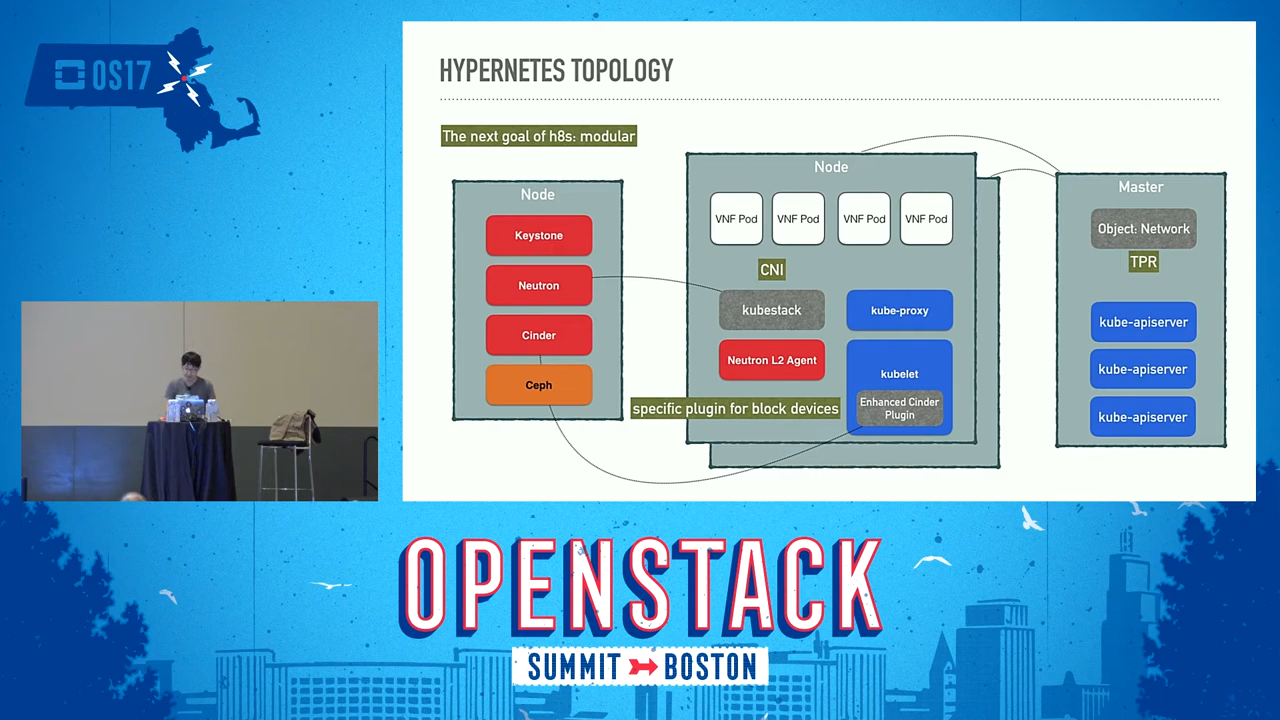 OS17
HYPERNETES TOPOLOGY
The next goal of h8s: modular
Node
Keystone
Neutron
Cinder
Ceph
Node
VNF Pod
VNF Pod
VNF Pod
VNF Pod
CNI
kubestack
kube-proxy
Neutron L2 Agent
kubelet
Enhanced Cinder
Plugin
specific plugin for block devices
Master
Object: Network
TPR
kube-apiserver
kube-apiserver
kube-apiserver
OPENSTACK
SUMMIT BOSTON